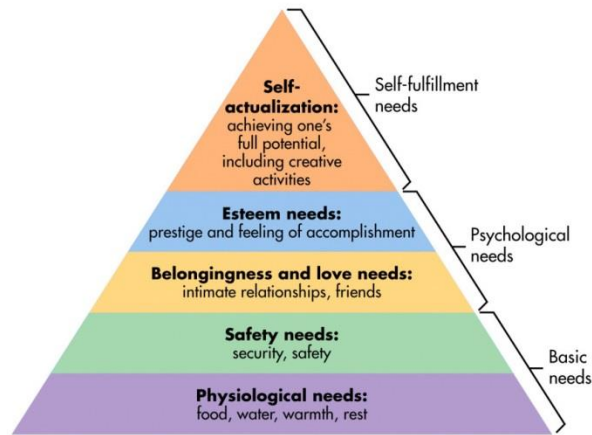 Self-
actualization:
achieving one's
full potential,
including creative
activities
Self-fulfillment
needs
Esteem needs:
prestige and feeling of accomplishment
Psychological
needs
Belongingness and love needs:
intimate relationships, friends
Safety needs:
security, safety
Basic
needs
Physiological needs:
food, water, warmth, rest